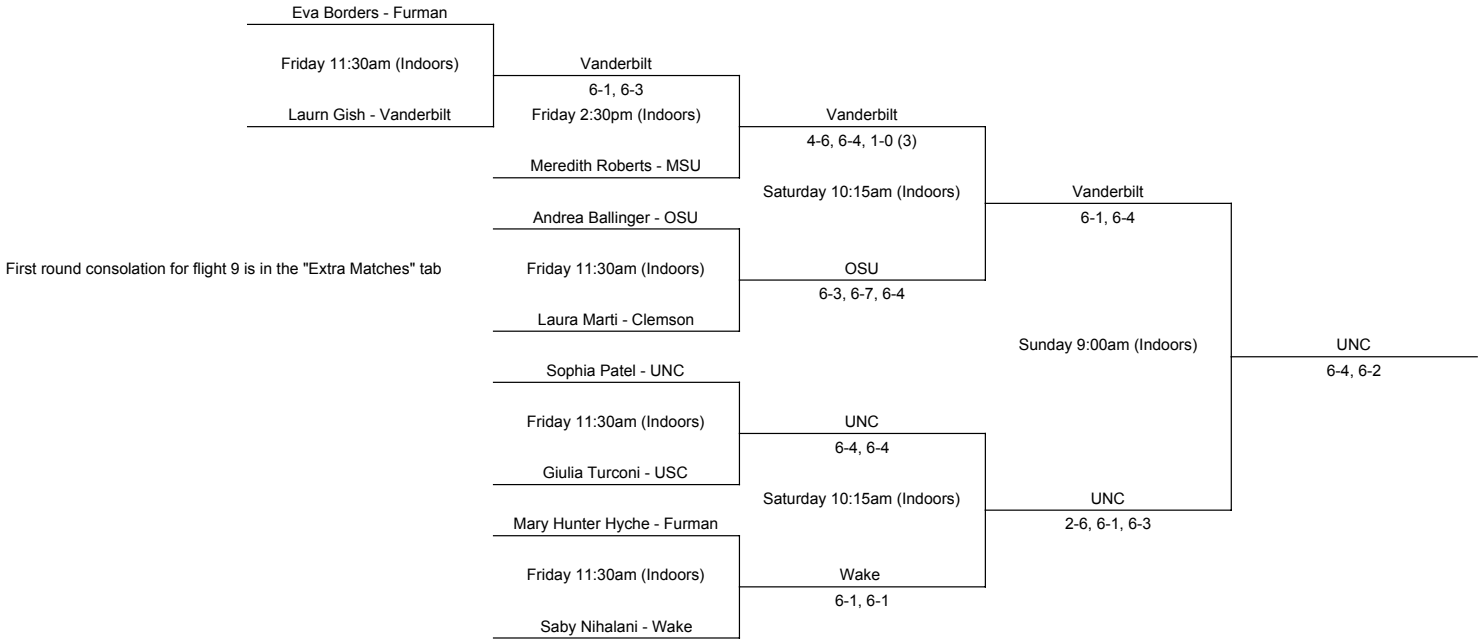 Eva Borders - Furman
Friday 11:30am (Indoors)
Vanderbilt
6-1, 6-3
Laurn Gish - Vanderbilt
Friday 2:30pm (Indoors)
Vanderbilt
4-6, 6-4, 1-0 (3)
Meredith Roberts - MSU
Saturday 10:15am (Indoors)
Vanderbilt
6-1, 6-4
Andrea Ballinger - OSU
First round consolation for flight 9 is in the "Extra Matches" tab
Friday 11:30am (Indoors)
OSU
6-3, 6-7, 6-4
Laura Marti - Clemson
Sunday 9:00am (Indoors)
UNC
6-4, 6-2
Sophia Patel - UNC
Friday 11:30am (Indoors)
UNC
6-4, 6-4
Giulia Turconi - USC
Saturday 10:15am (Indoors)
UNC
2-6, 6-1, 6-3
Mary Hunter Hyche - Furman
Friday 11:30am (Indoors)
Wake
6-1, 6-1
Saby Nihalani - Wake